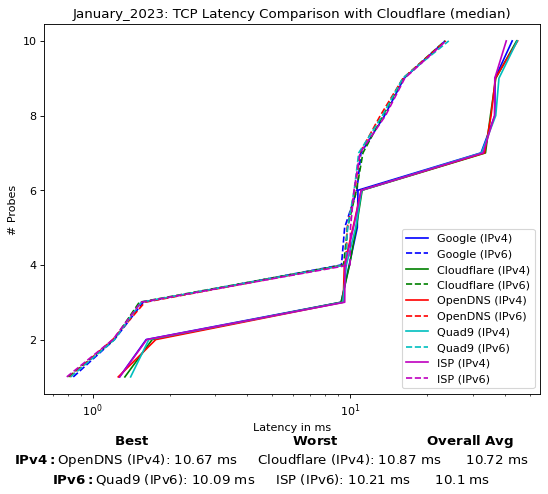 January_2023: TCP Latency Comparison with Cloudflare (median)
10
8
6
4
2
# Probes
10⁰
10¹
Latency in ms
Google (IPv4)
Google (IPv6)
Cloudflare (IPv4)
Cloudflare (IPv6)
OpenDNS (IPv4)
OpenDNS (IPv6)
Quad9 (IPv4)
Quad9 (IPv6)
ISP (IPv4)
ISP (IPv6)
Best Worst Overall Avg
IPv4: OpenDNS (IPv4): 10.67 ms Cloudflare (IPv4): 10.87 ms 10.72 ms
IPv6: Quad9 (IPv6): 10.09 ms ISP (IPv6): 10.21 ms 10.1 ms